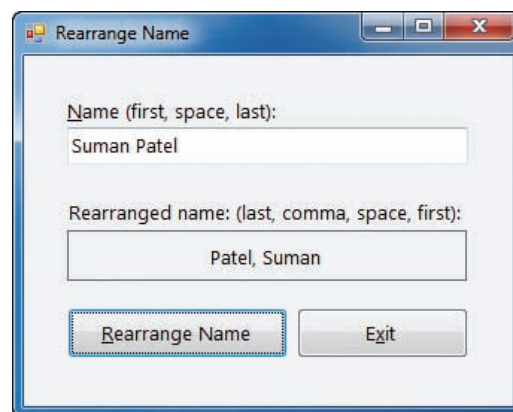 Rearrange Name
Name (first, space, last):
Suman Patel
Rearranged name: (last, comma, space, first):
Patel, Suman
Rearrange Name
Exit